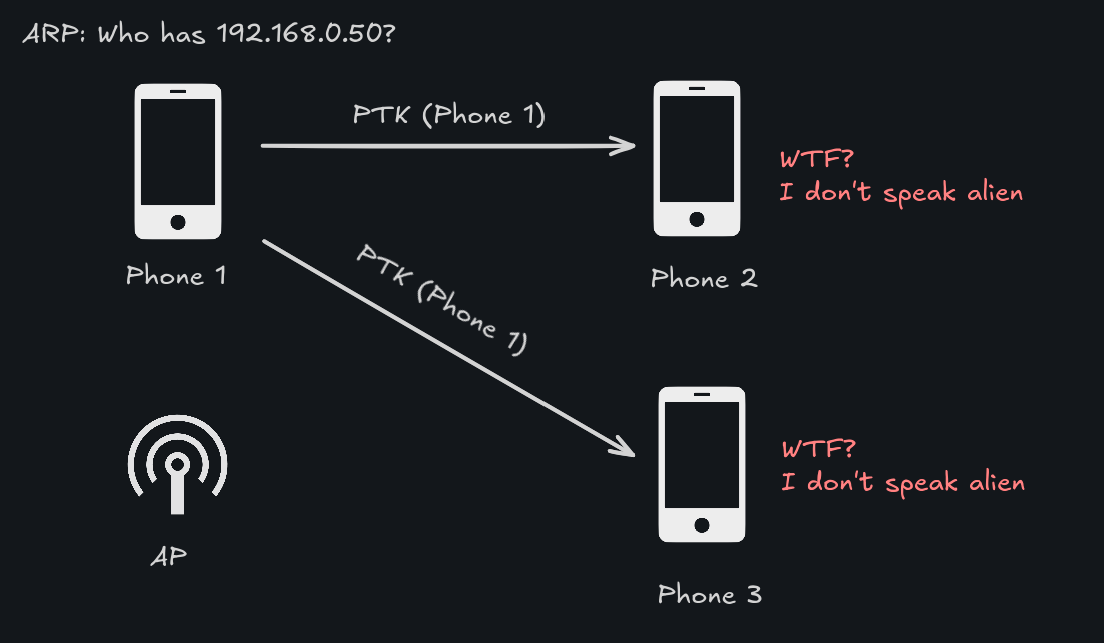 ARP: Who has 192.168.0.50?
PTK (Phone 1)
WTF?
I don't speak alien
Phone 1
Phone 2
PTK (Phone 1)
WTF?
I don't speak alien
AP
Phone 3